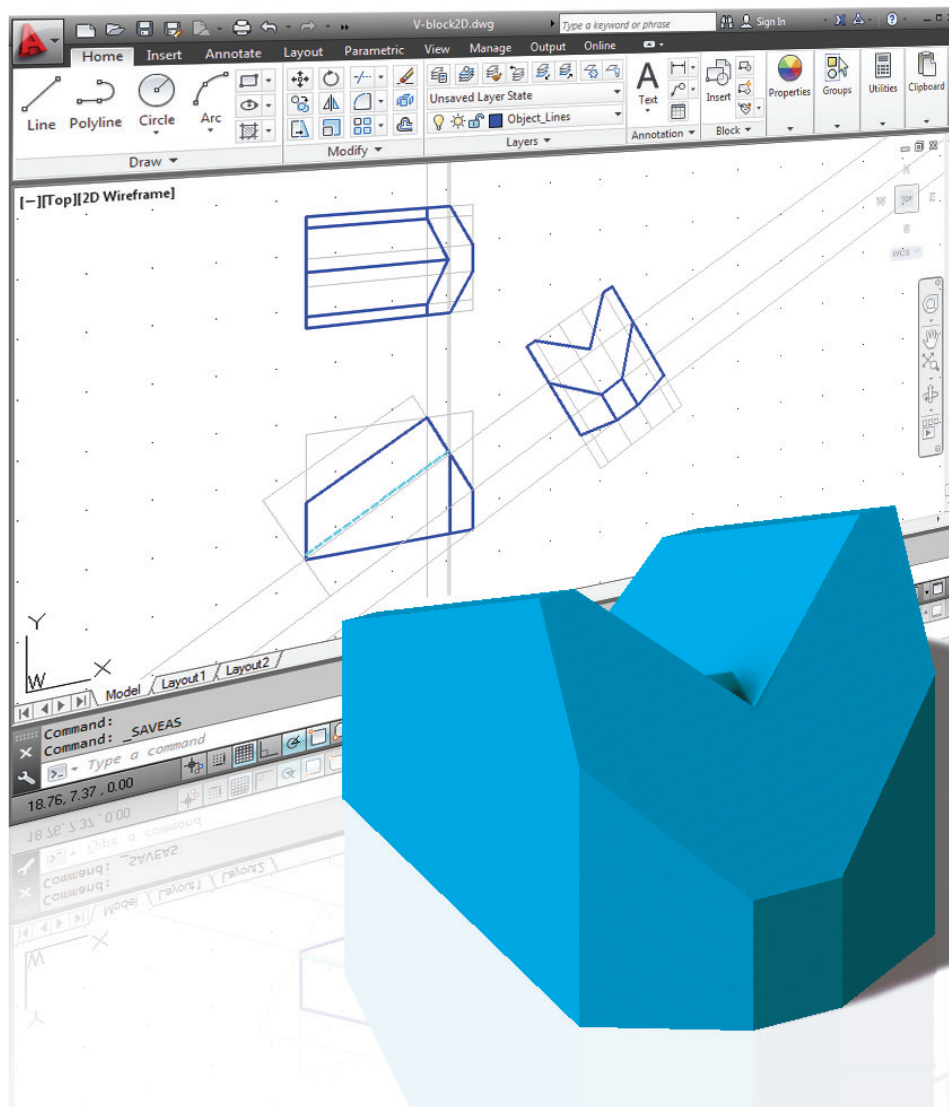 V-block2D.dwg
Type a keyword or phrase
Sign In
Home Insert Annotate Layout Parametric View Manage Output Online
Line Polyline Circle Arc
Draw
Modify
Unsaved Layer State
Object_Lines
Layers
Text
Annotation
Insert
Block
Properties
Groups
Utilities
Clipboard
[-][Top][2D Wireframe]
TOP
W
E
S
WCS
Y
W
X
Model Layout1 Layout2
Command:
Command: _SAVEAS
Type a command
18.76, 7.37 , 0.00